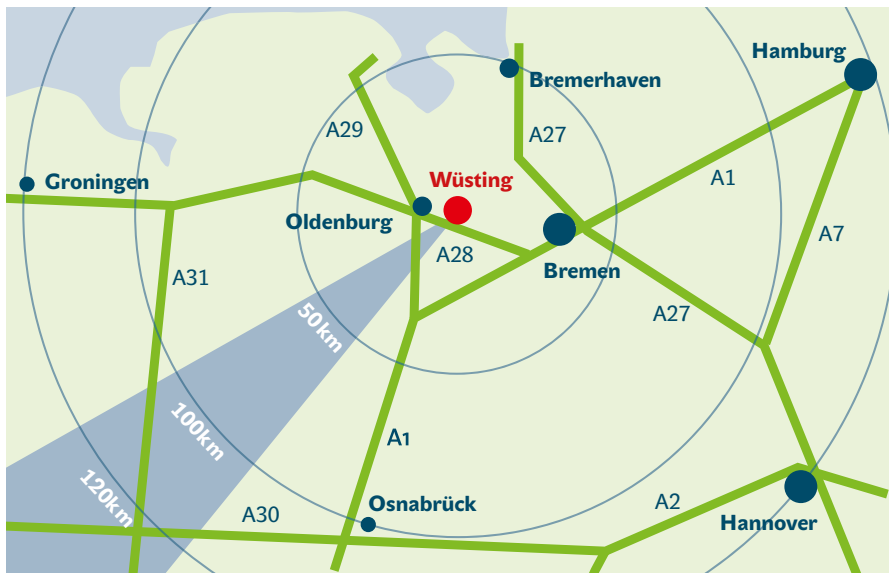 Hamburg
Bremerhaven
A29
A27
Groningen
Wüsting
A1
Oldenburg
A7
A28
Bremen
A31
50km
A27
100km
A1
120km
Osnabrück
A30
A2
Hannover